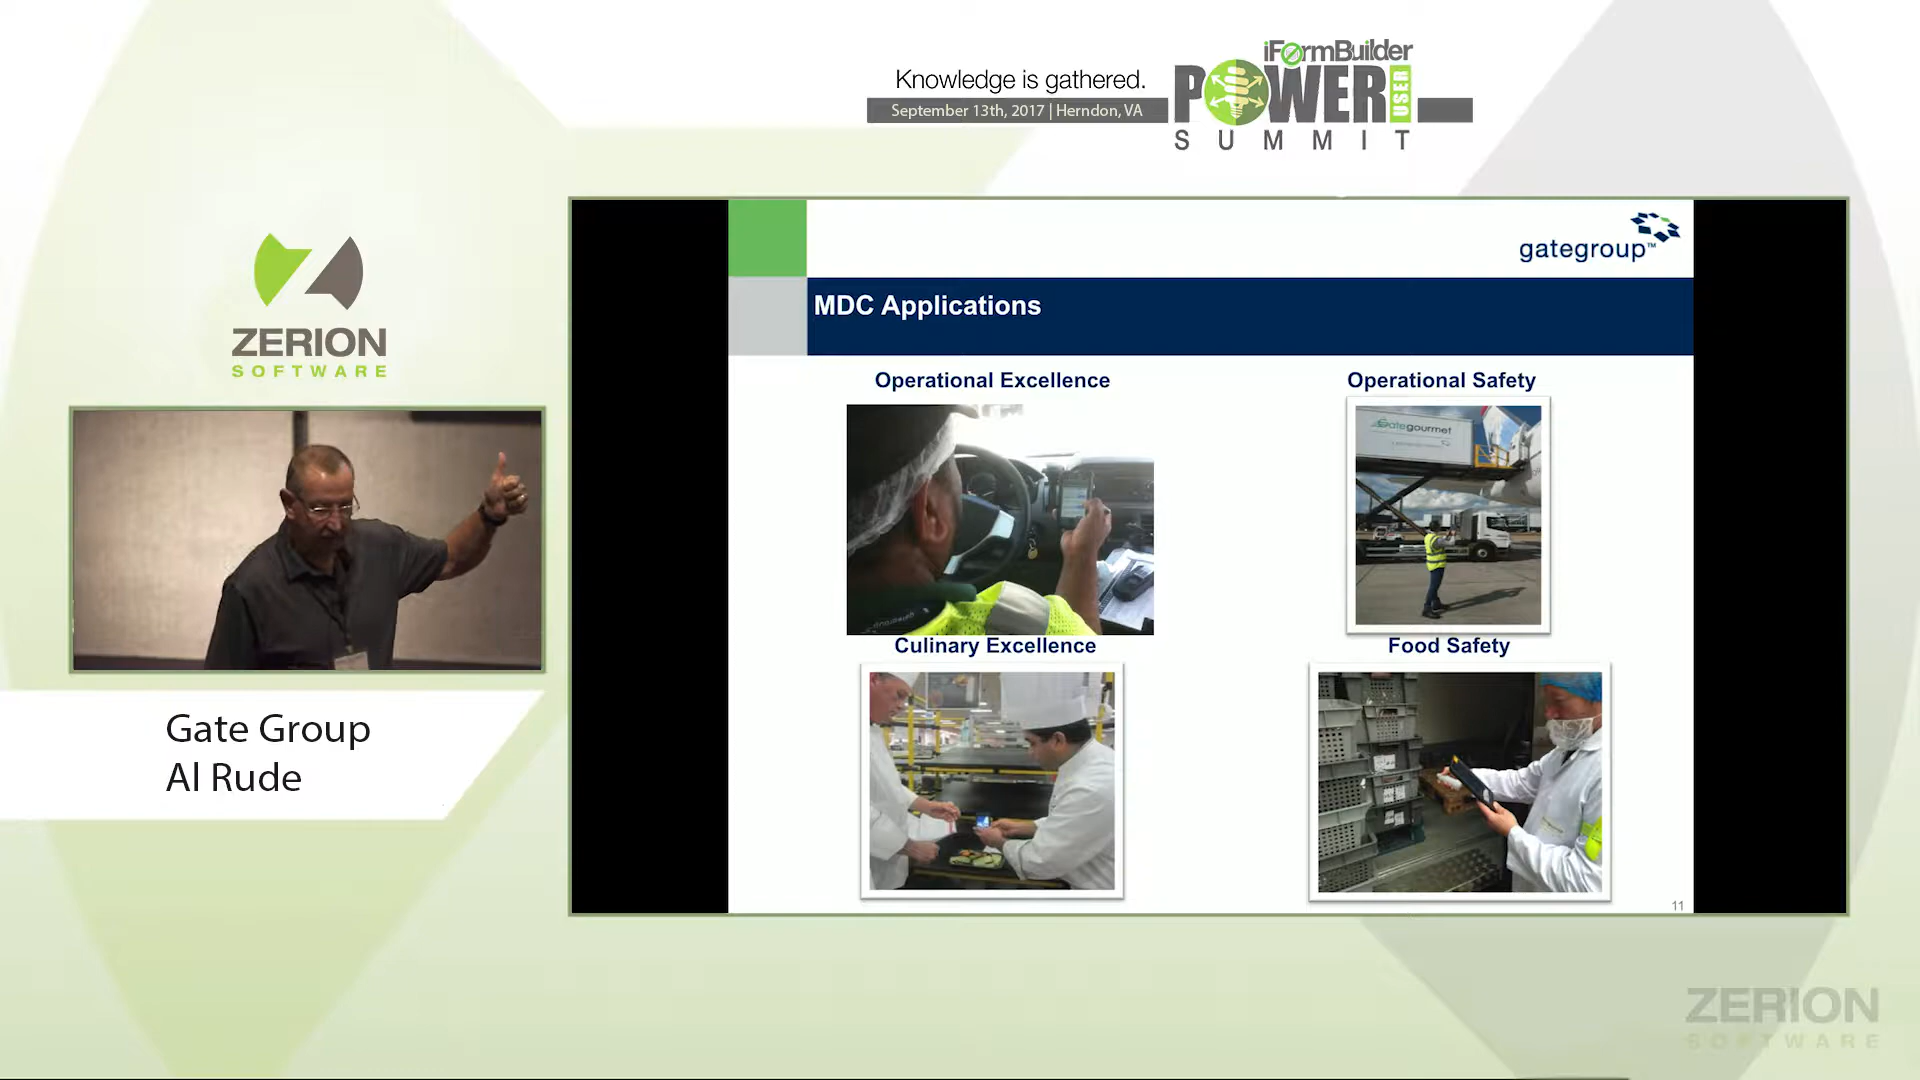 iFormBuilder
Knowledge is gathered.
POWER USER
September 13th, 2017 | Herndon, VA
SUMMIT
ZERION
SOFTWARE
gategroup™
MDC Applications
Operational Excellence
Operational Safety
gategourmet
Culinary Excellence
Food Safety
Gate Group
Al Rude
11
ZERION
SOFTWARE